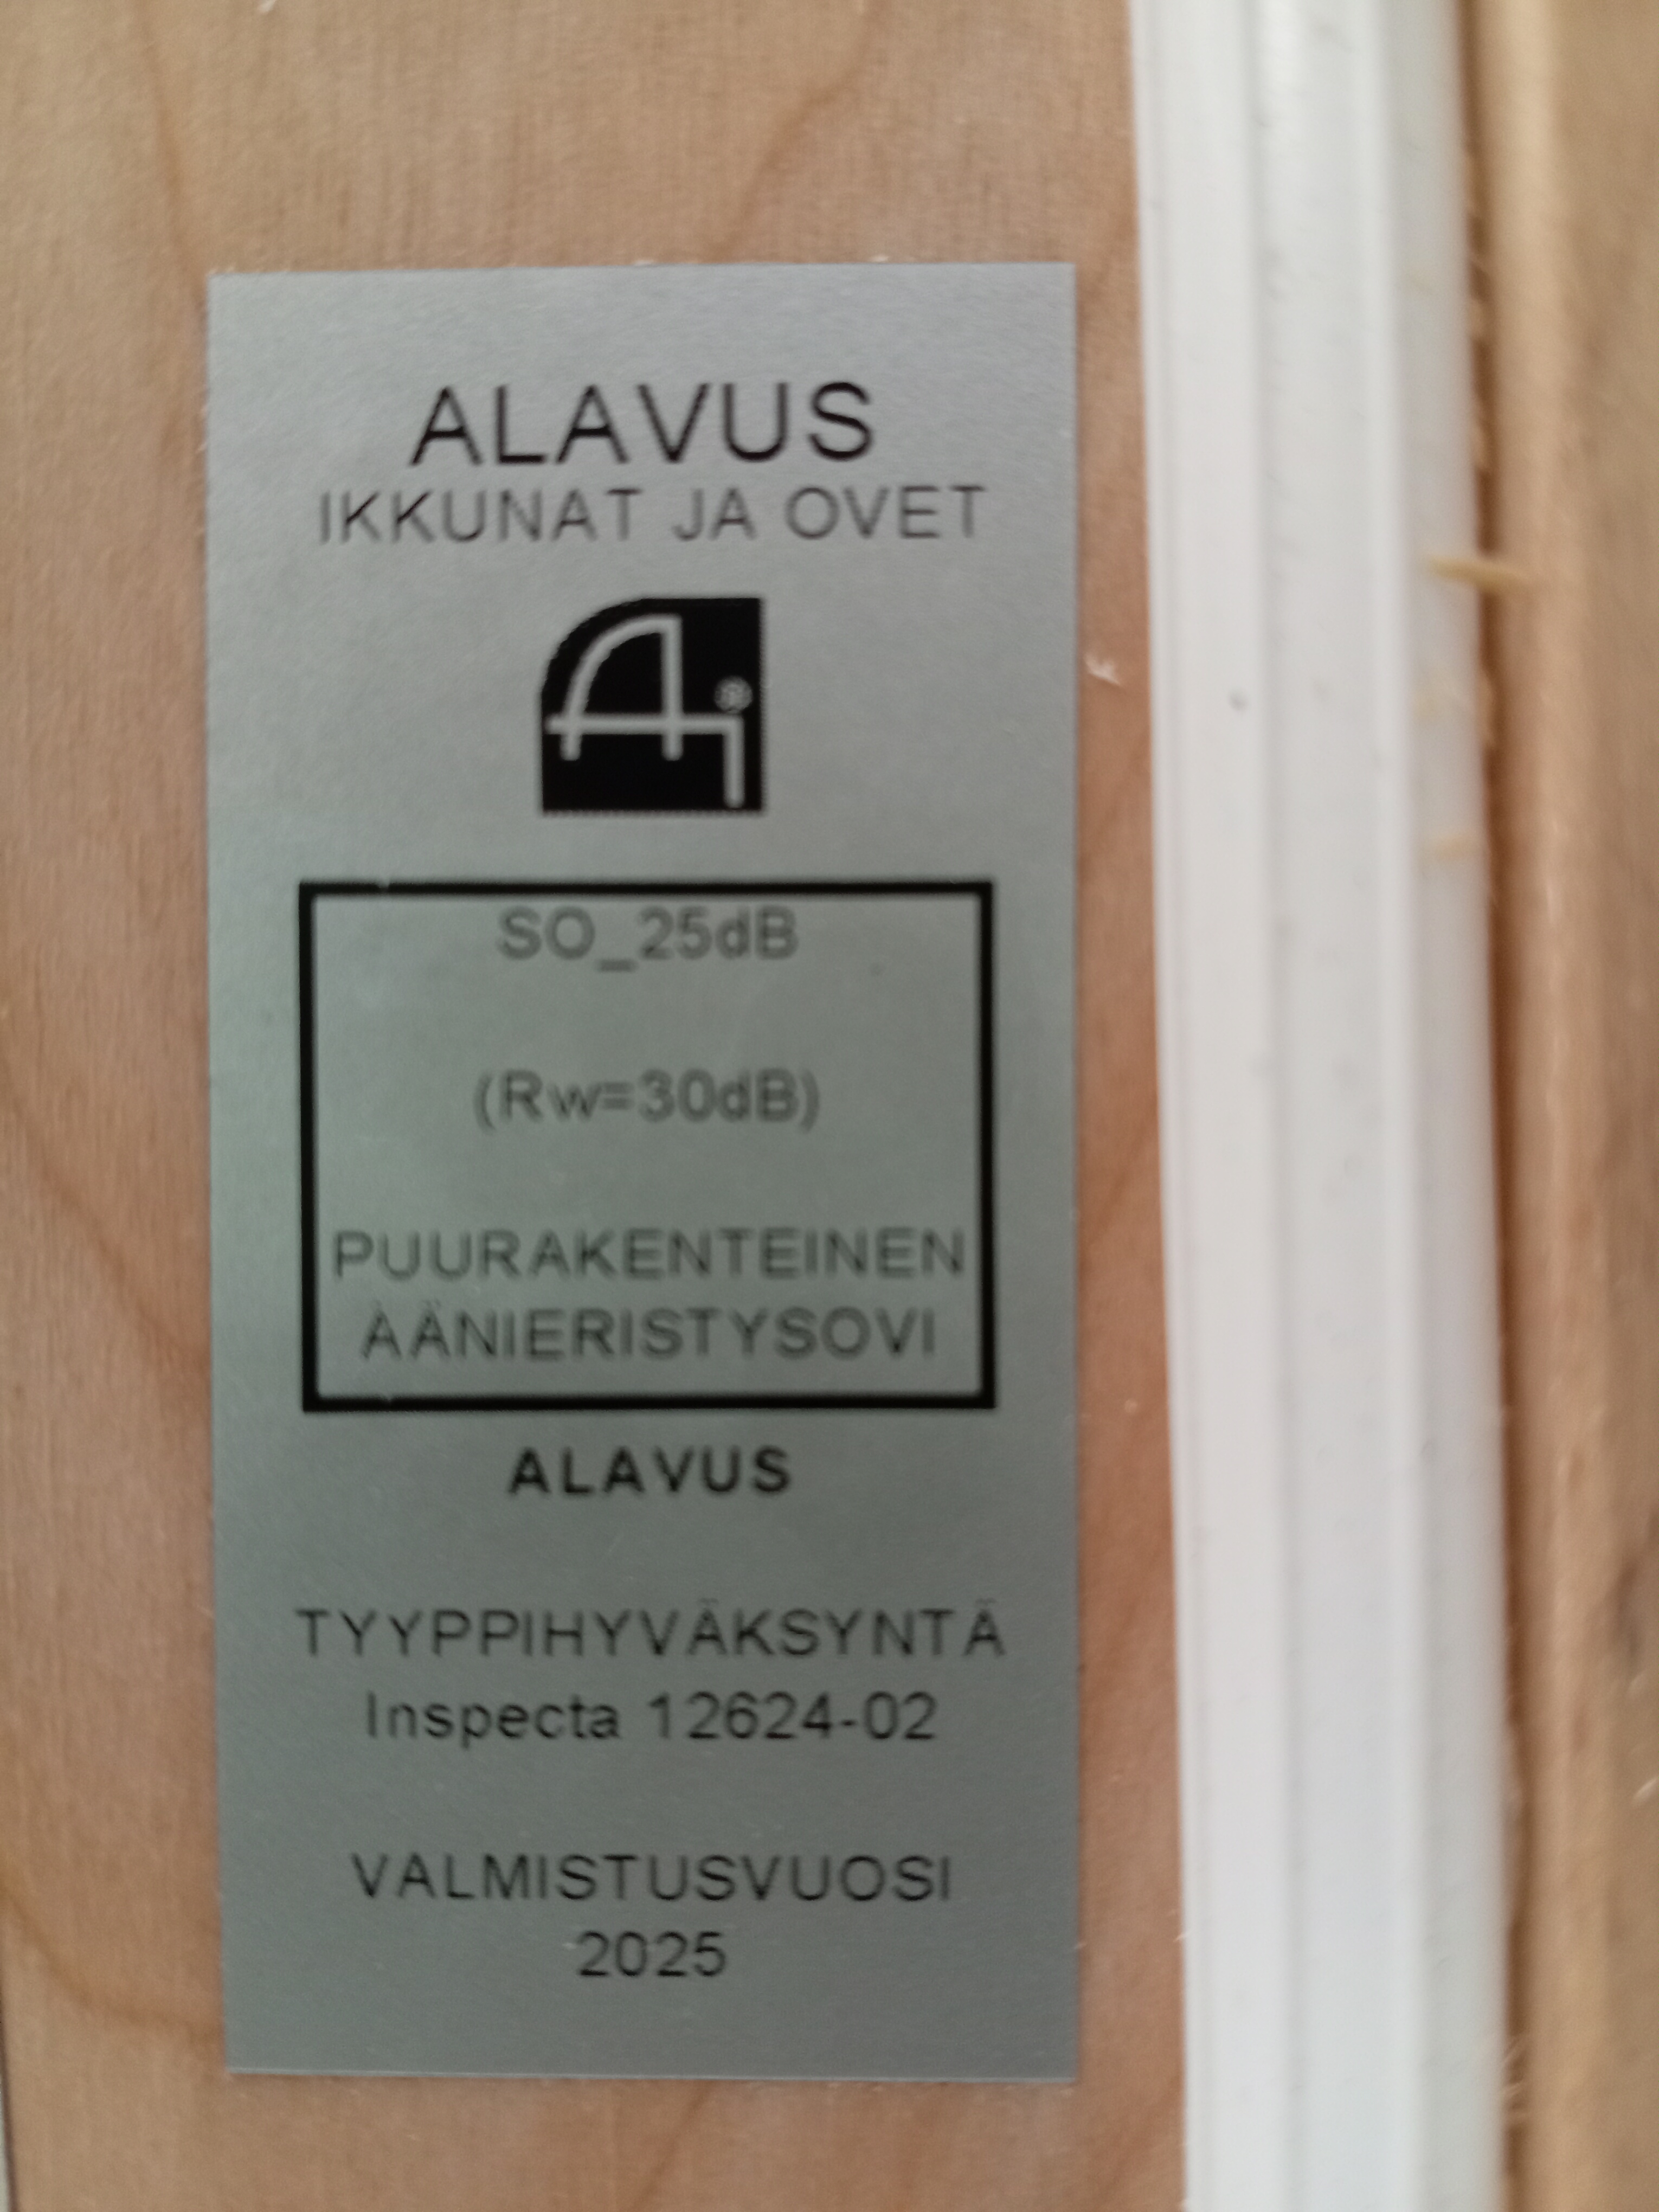 ALAVUS
IKKUNAT JA OVET
A
SO_25dB
(Rw=30dB)
PUURAKENTEINEN
ÄÄNIERISTYSOVI
ALAVUS
TYYPPIHYVÄKSYNTÄ
Inspecta 12624-02
VALMISTUSVUOSI
2025